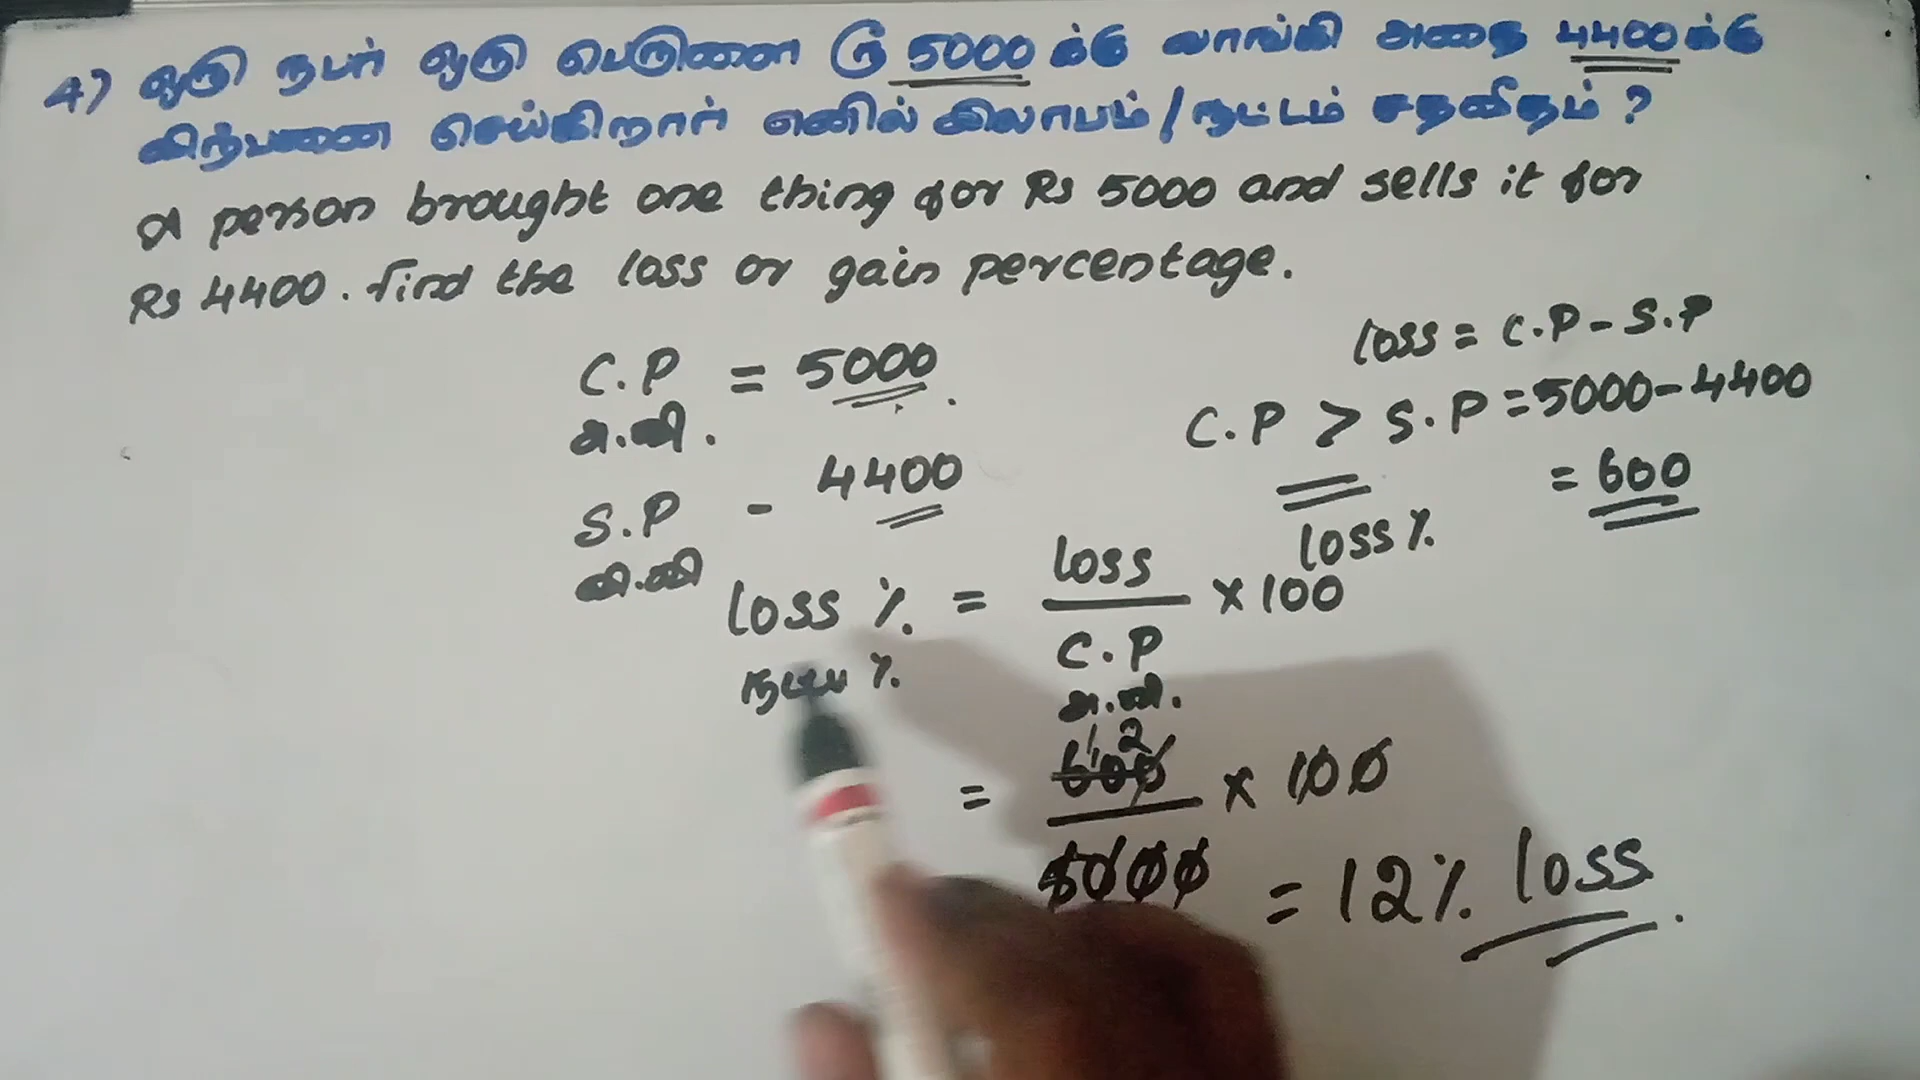 4) ஒரு நபர் ஒரு பொருளை ரூ 5000 க்கு வாங்கி அதை 4400க்கு
விற்பனை செய்கிறார் எனில் இலாபம்/நட்டம் சதவீதம் ?
A person brought one thing for Rs 5000 and sells it for
Rs 4400. find the loss or gain percentage.
C.P = 5000
அ.வி.
S.P - 4400
வி.வி
loss = C.P - S.P
C.P > S.P = 5000-4400
= 600
loss %
loss % = loss / C.P × 100
அ.வி.
= 600 / 5000 × 100
12
= 12% loss.